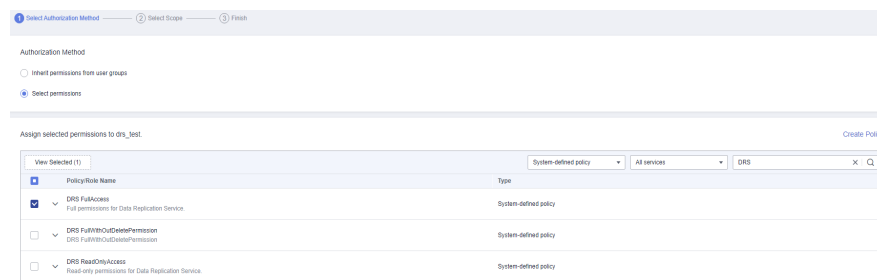 1 Select Authorization Method 2 Select Scope 3 Finish
Authorization Method
Inherit permissions from user groups
Select permissions
Assign selected permissions to drs_test.
Create Poli
View Selected (1) System-defined policy All services DRS
Policy/Role Name Type
DRS FullAccess
Full permissions for Data Replication Service.
System-defined policy
DRS FullWithOutDeletePermission
DRS FullWithOutDeletePermission
System-defined policy
DRS ReadOnlyAccess
Read-only permissions for Data Replication Service.
System-defined policy